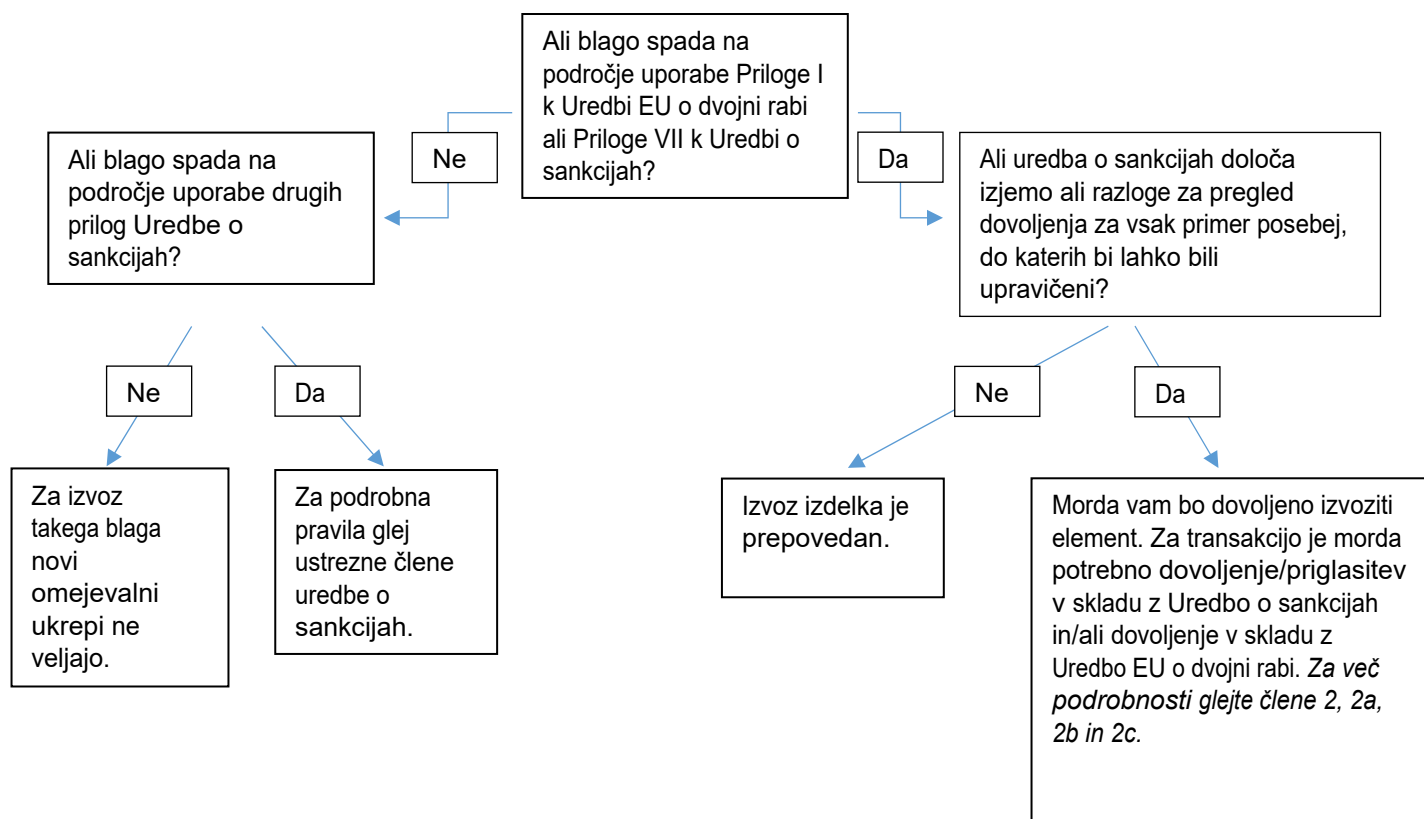 Ali blago spada na
področje uporabe Priloge I
k Uredbi EU o dvojni rabi
ali Priloge VII k Uredbi o
sankcijah?
Ne
Da
Ali blago spada na
področje uporabe drugih
prilog Uredbe o
sankcijah?
Ali uredba o sankcijah določa
izjemo ali razloge za pregled
dovoljenja za vsak primer posebej,
do katerih bi lahko bili
upravičeni?
Ne
Da
Ne
Da
Za izvoz
takega blaga
novi
omejevalni
ukrepi ne
veljajo.
Za podrobna
pravila glej
ustrezne člene
uredbe o
sankcijah.
Izvoz izdelka je
prepovedan.
Morda vam bo dovoljeno izvoziti
element. Za transakcijo je morda
potrebno dovoljenje/priglasitev
v skladu z Uredbo o sankcijah
in/ali dovoljenje v skladu z
Uredbo EU o dvojni rabi. Za več
podrobnosti glejte člene 2, 2a,
2b in 2c.